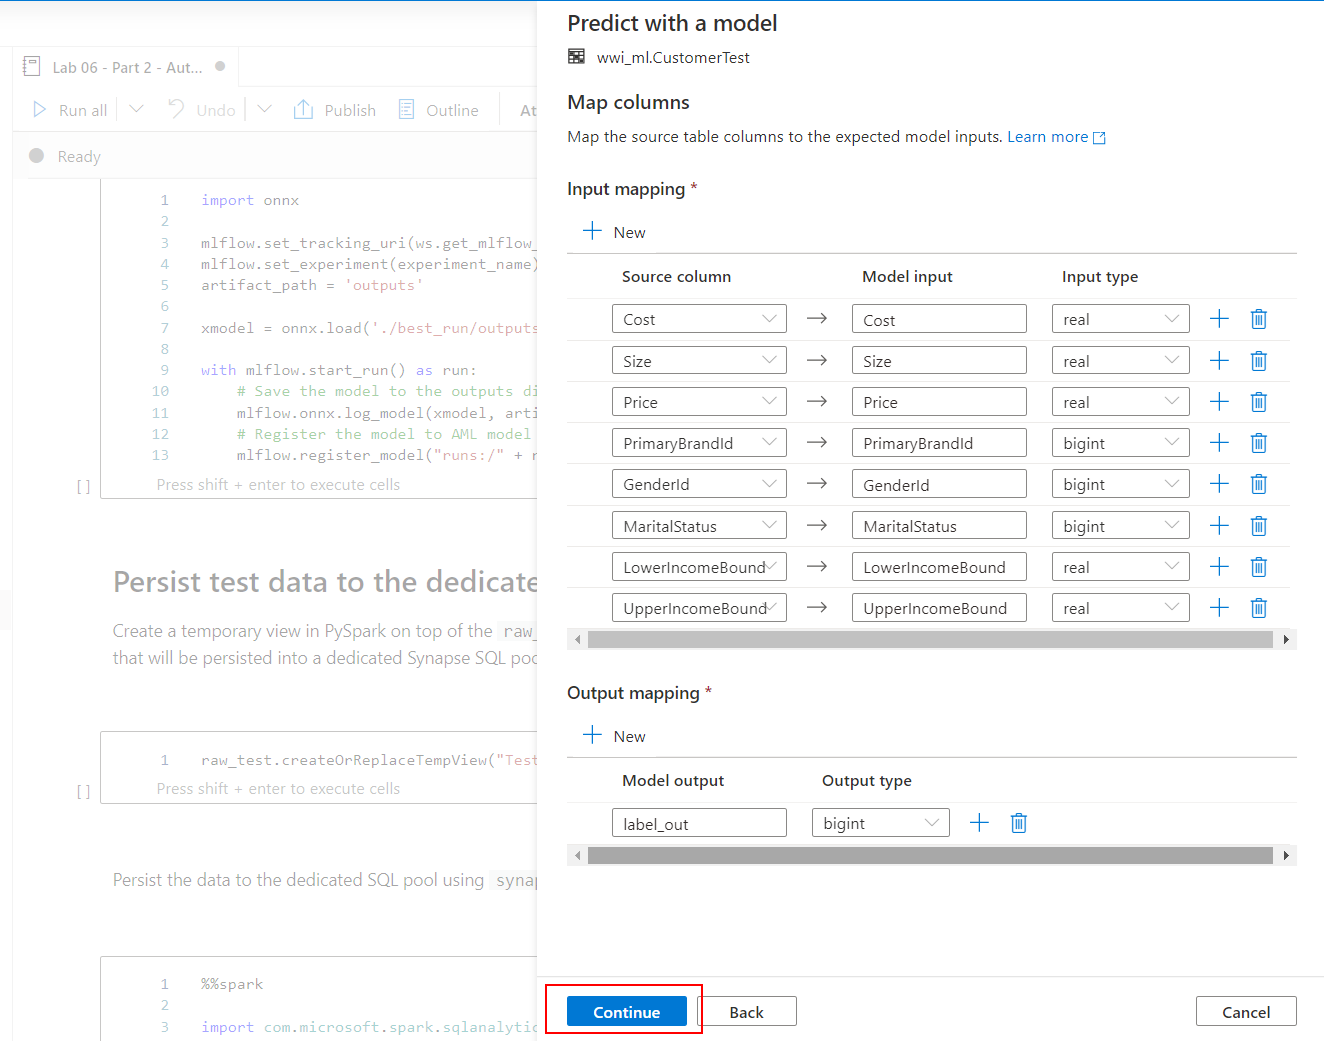 Lab 06 - Part 2 - Aut...
Run all
Undo
Publish
Outline
At
Ready
1 import onnx
2
3 mlflow.set_tracking_uri(ws.get_mlflow_
4 mlflow.set_experiment(experiment_name)
5 artifact_path = 'outputs'
6
7 xmodel = onnx.load('./best_run/outputs
8
9 with mlflow.start_run() as run:
10 # Save the model to the outputs di
11 mlflow.onnx.log_model(xmodel, arti
12 # Register the model to AML model
13 mlflow.register_model("runs:/" + r
[ ] Press shift + enter to execute cells
Persist test data to the dedicate
Create a temporary view in PySpark on top of the raw_
that will be persisted into a dedicated Synapse SQL poo
1 raw_test.createOrReplaceTempView("Test
[ ] Press shift + enter to execute cells
Persist the data to the dedicated SQL pool using synap
1 %%spark
2
3 import com.microsoft.spark.sqlanalytic
Predict with a model
wwi_ml.CustomerTest
Map columns
Map the source table columns to the expected model inputs. Learn more
Input mapping *
New
Source column Model input Input type
Cost → Cost real
Size → Size real
Price → Price real
PrimaryBrandId → PrimaryBrandId bigint
GenderId → GenderId bigint
MaritalStatus → MaritalStatus bigint
LowerIncomeBound → LowerIncomeBound real
UpperIncomeBound → UpperIncomeBound real
Output mapping *
New
Model output Output type
label_out bigint
Continue Back Cancel